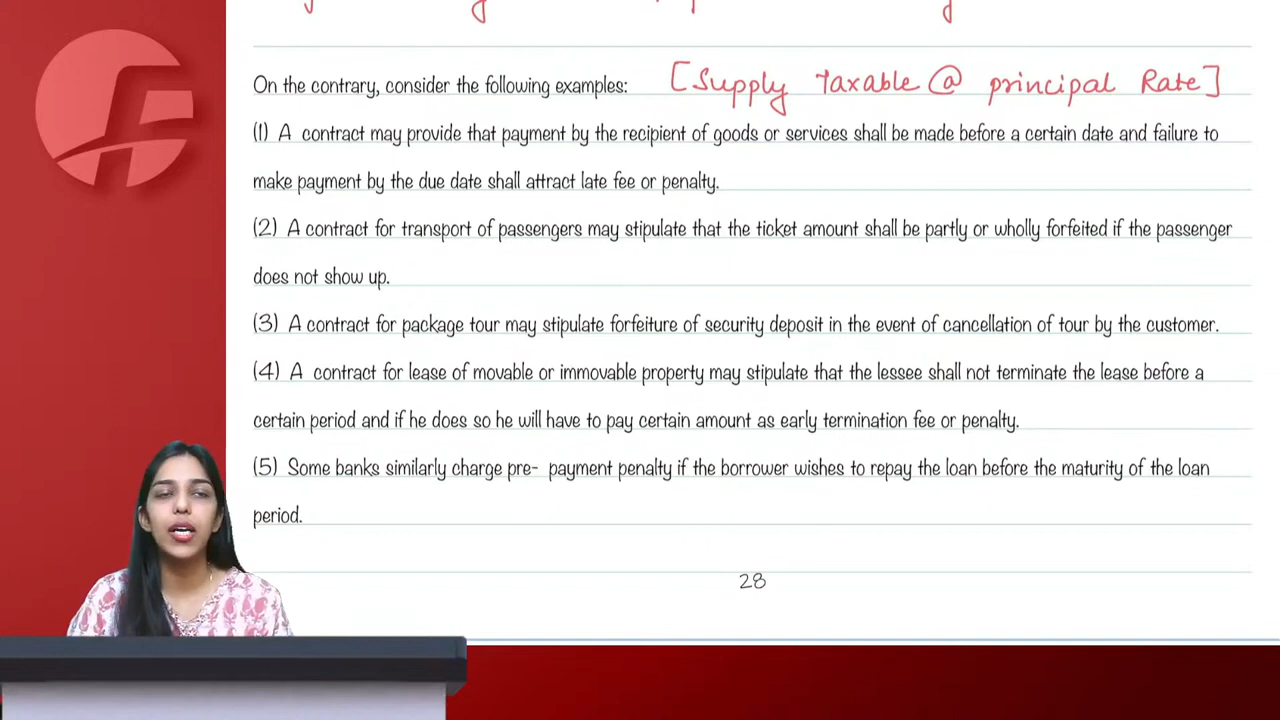 On the contrary, consider the following examples: [Supply Taxable @ principal Rate]
(1) A contract may provide that payment by the recipient of goods or services shall be made before a certain date and failure to
make payment by the due date shall attract late fee or penalty.
(2) A contract for transport of passengers may stipulate that the ticket amount shall be partly or wholly forfeited if the passenger
does not show up.
(3) A contract for package tour may stipulate forfeiture of security deposit in the event of cancellation of tour by the customer.
(4) A contract for lease of movable or immovable property may stipulate that the lessee shall not terminate the lease before a
certain period and if he does so he will have to pay certain amount as early termination fee or penalty.
(5) Some banks similarly charge pre- payment penalty if the borrower wishes to repay the loan before the maturity of the loan
period.
28